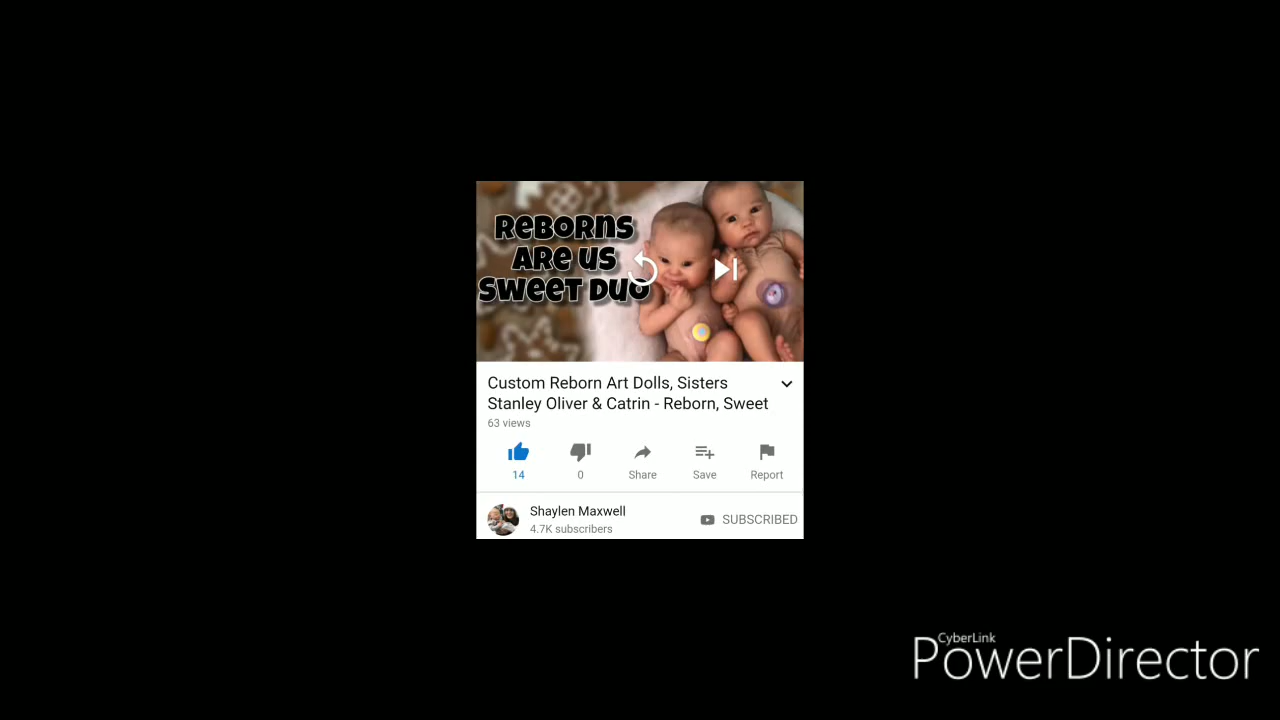 REBORNS
ARE US
SWEET DUO
Custom Reborn Art Dolls, Sisters
Stanley Oliver & Catrin - Reborn, Sweet
63 views
14
0
Share
Save
Report
Shaylen Maxwell
4.7K subscribers
SUBSCRIBED
CyberLink
PowerDirector